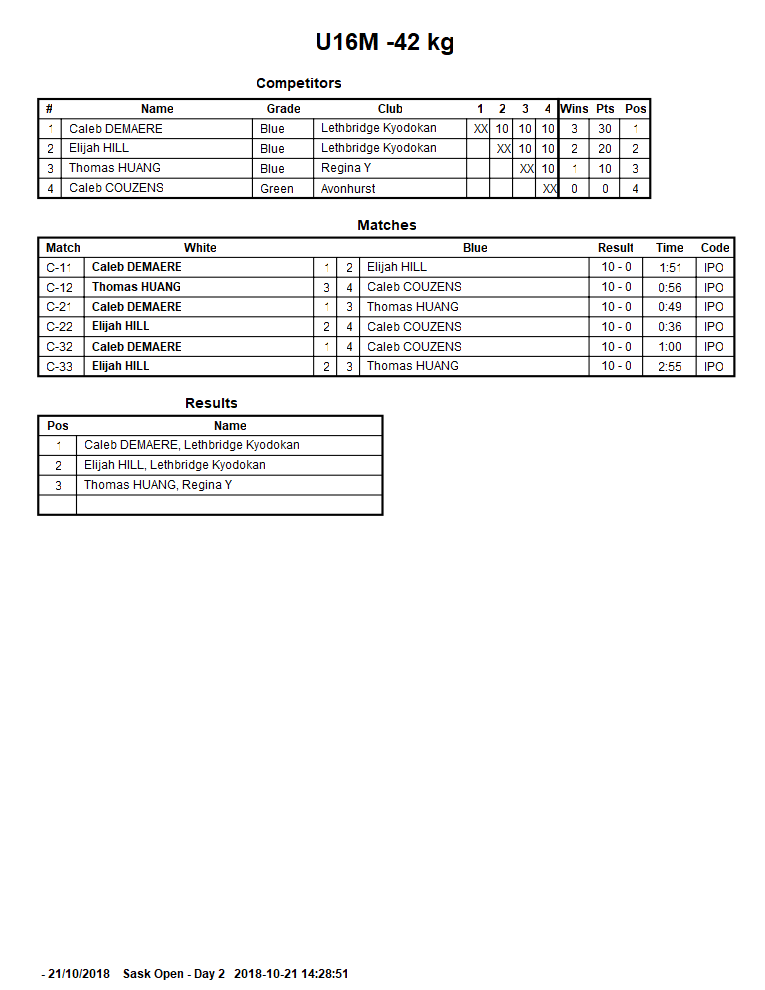 U16M -42 kg
Competitors
# Name Grade Club 1 2 3 4 Wins Pts Pos
1 Caleb DEMAERE Blue Lethbridge Kyodokan XX 10 10 10 3 30 1
2 Elijah HILL Blue Lethbridge Kyodokan XX 10 10 2 20 2
3 Thomas HUANG Blue Regina Y XX 10 1 10 3
4 Caleb COUZENS Green Avonhurst XX 0 0 4
Matches
Match White Blue Result Time Code
C-11 Caleb DEMAERE 1 2 Elijah HILL 10 - 0 1:51 IPO
C-12 Thomas HUANG 3 4 Caleb COUZENS 10 - 0 0:56 IPO
C-21 Caleb DEMAERE 1 3 Thomas HUANG 10 - 0 0:49 IPO
C-22 Elijah HILL 2 4 Caleb COUZENS 10 - 0 0:36 IPO
C-32 Caleb DEMAERE 1 4 Caleb COUZENS 10 - 0 1:00 IPO
C-33 Elijah HILL 2 3 Thomas HUANG 10 - 0 2:55 IPO
Results
Pos Name
1 Caleb DEMAERE, Lethbridge Kyodokan
2 Elijah HILL, Lethbridge Kyodokan
3 Thomas HUANG, Regina Y
- 21/10/2018 Sask Open - Day 2 2018-10-21 14:28:51